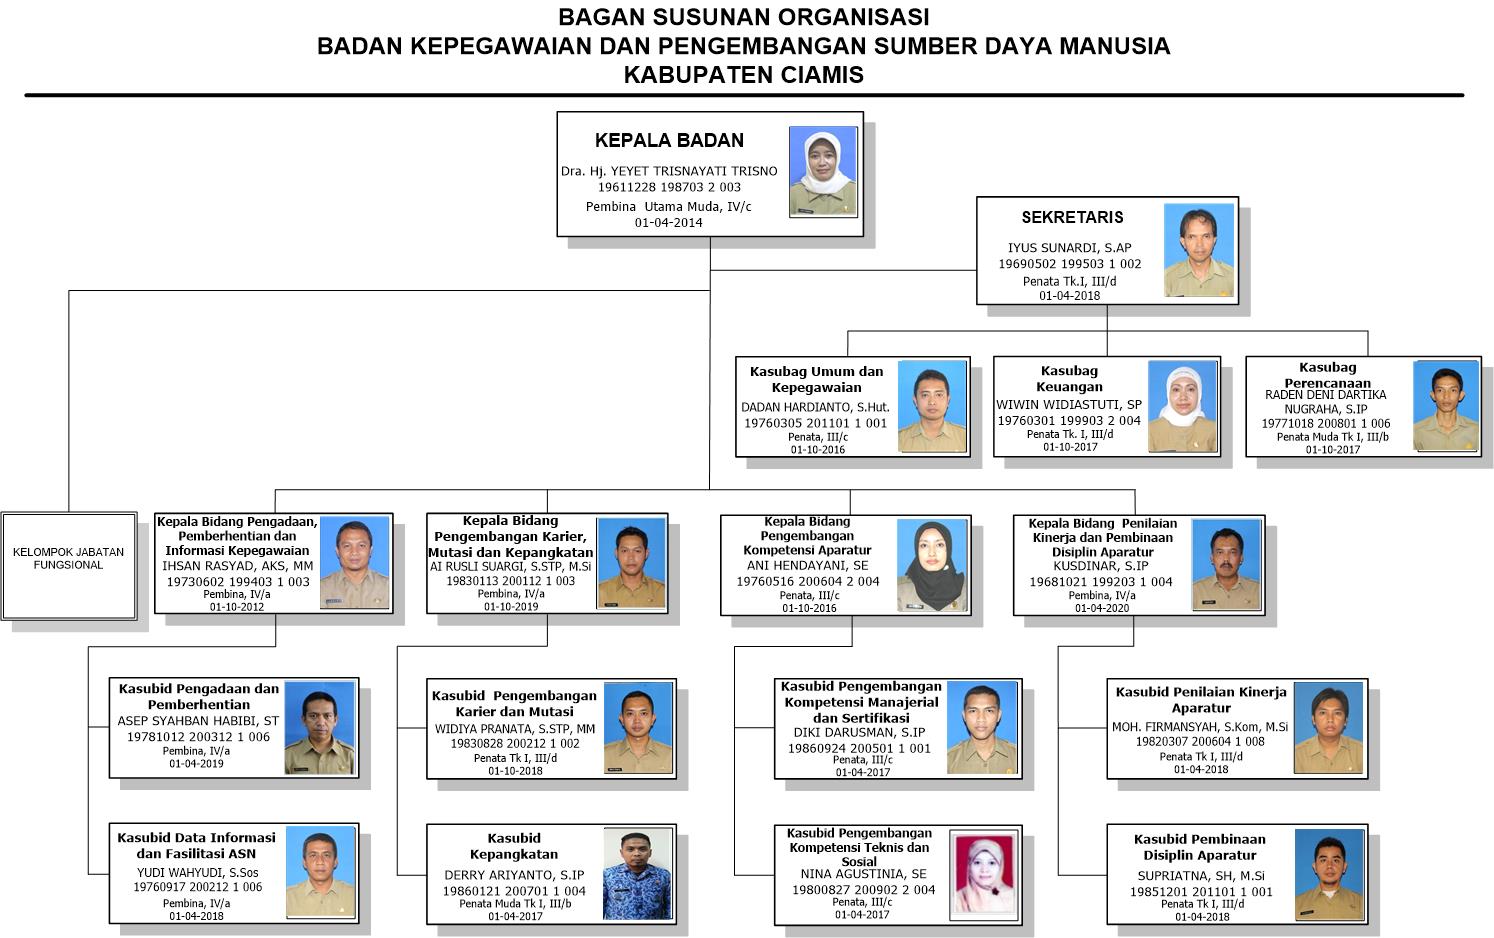 BAGAN SUSUNAN ORGANISASI
BADAN KEPEGAWAIAN DAN PENGEMBANGAN SUMBER DAYA MANUSIA
KABUPATEN CIAMIS
KEPALA BADAN
Dra. Hj. YEYET TRISNAYATI TRISNO
19611228 198703 2 003
Pembina Utama Muda, IV/c
01-04-2014
SEKRETARIS
IYUS SUNARDI, S.AP
19690502 199503 1 002
Penata Tk.I, III/d
01-04-2018
Kasubag Umum dan
Kepegawaian
DADAN HARDIANTO, S.Hut.
19760305 201101 1 001
Penata, III/c
01-10-2016
Kasubag
Keuangan
WIWIN WIDIASTUTI, SP
19760301 199903 2 004
Penata Tk. I, III/d
01-10-2017
Kasubag
Perencanaan
RADEN DENI DARTIKA
NUGRAHA, S.IP
19771018 200801 1 006
Penata Muda Tk I, III/b
01-10-2017
KELOMPOK JABATAN
FUNGSIONAL
Kepala Bidang Pengadaan,
Pemberhentian dan
Informasi Kepegawaian
IHSAN RASYAD, AKS, MM
19730602 199403 1 003
Pembina, IV/a
01-10-2012
Kepala Bidang
Pengembangan Karier,
Mutasi dan Kepangkatan
AI RUSLI SUARGI, S.STP, M.Si
19830113 200112 1 003
Pembina, IV/a
01-10-2019
Kepala Bidang
Pengembangan
Kompetensi Aparatur
ANI HENDAYANI, SE
19760516 200604 2 004
Penata, III/c
01-10-2016
Kepala Bidang Penilaian
Kinerja dan Pembinaan
Disiplin Aparatur
KUSDINAR, S.IP
19681021 199203 1 004
Pembina, IV/a
01-04-2020
Kasubid Pengadaan dan
Pemberhentian
ASEP SYAHBAN HABIBI, ST
19781012 200312 1 006
Pembina, IV/a
01-04-2019
Kasubid Pengembangan
Karier dan Mutasi
WIDIYA PRANATA, S.STP, MM
19830828 200212 1 002
Penata Tk I, III/d
01-10-2018
Kasubid Pengembangan
Kompetensi Manajerial
dan Sertifikasi
DIKI DARUSMAN, S.IP
19860924 200501 1 001
Penata, III/c
01-04-2017
Kasubid Penilaian Kinerja
Aparatur
MOH. FIRMANSYAH, S.Kom, M.Si
19820307 200604 1 008
Penata Tk I, III/d
01-04-2018
Kasubid Data Informasi
dan Fasilitasi ASN
YUDI WAHYUDI, S.Sos
19760917 200212 1 006
Pembina, IV/a
01-04-2018
Kasubid
Kepangkatan
DERRY ARIYANTO, S.IP
19860121 200701 1 004
Penata Muda Tk I, III/b
01-04-2017
Kasubid Pengembangan
Kompetensi Teknis dan
Sosial
NINA AGUSTINIA, SE
19800827 200902 2 004
Penata, III/c
01-04-2017
Kasubid Pembinaan
Disiplin Aparatur
SUPRIATNA, SH, M.Si
19851201 201101 1 001
Penata Tk I, III/d
01-04-2018